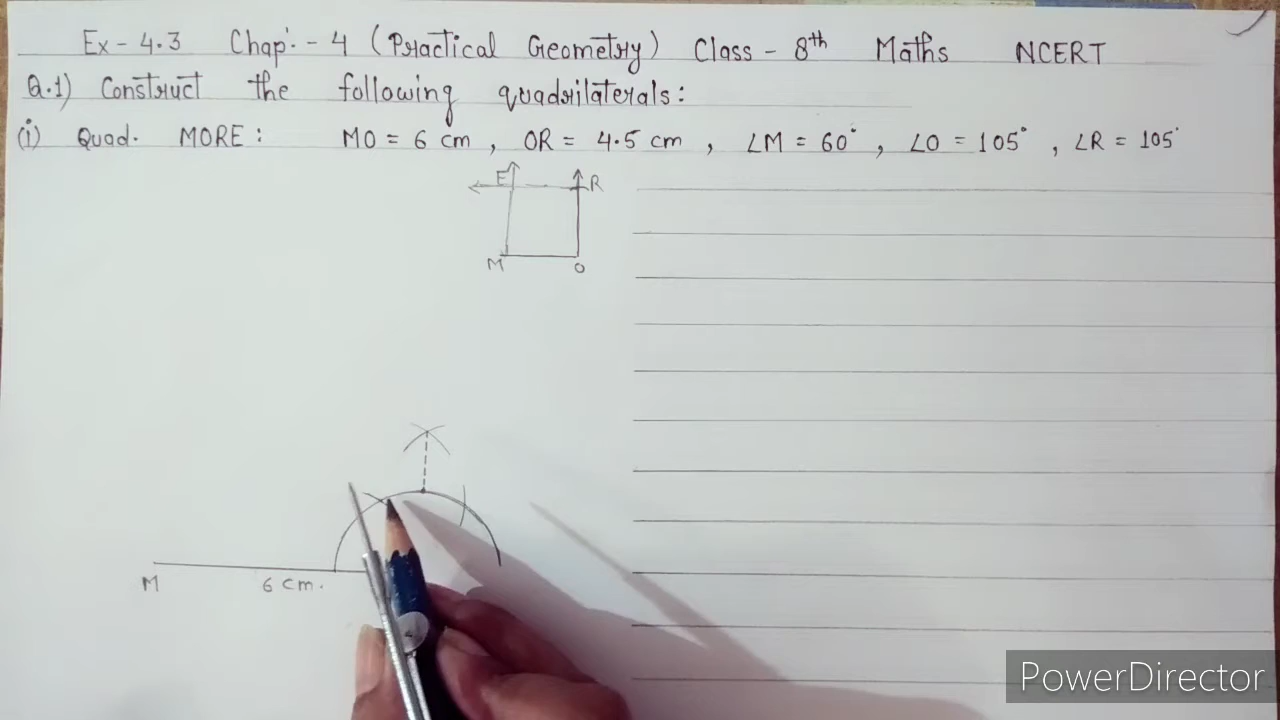 Ex - 4.3 Chap. - 4 (Practical Geometry) Class - 8th Maths NCERT
Q.1) Construct the following quadrilaterals:
(i) Quad. MORE: MO = 6 cm, OR = 4.5 cm, ∠M = 60°, ∠O = 105°, ∠R = 105°
E R
M O
M 6 cm.
PowerDirector